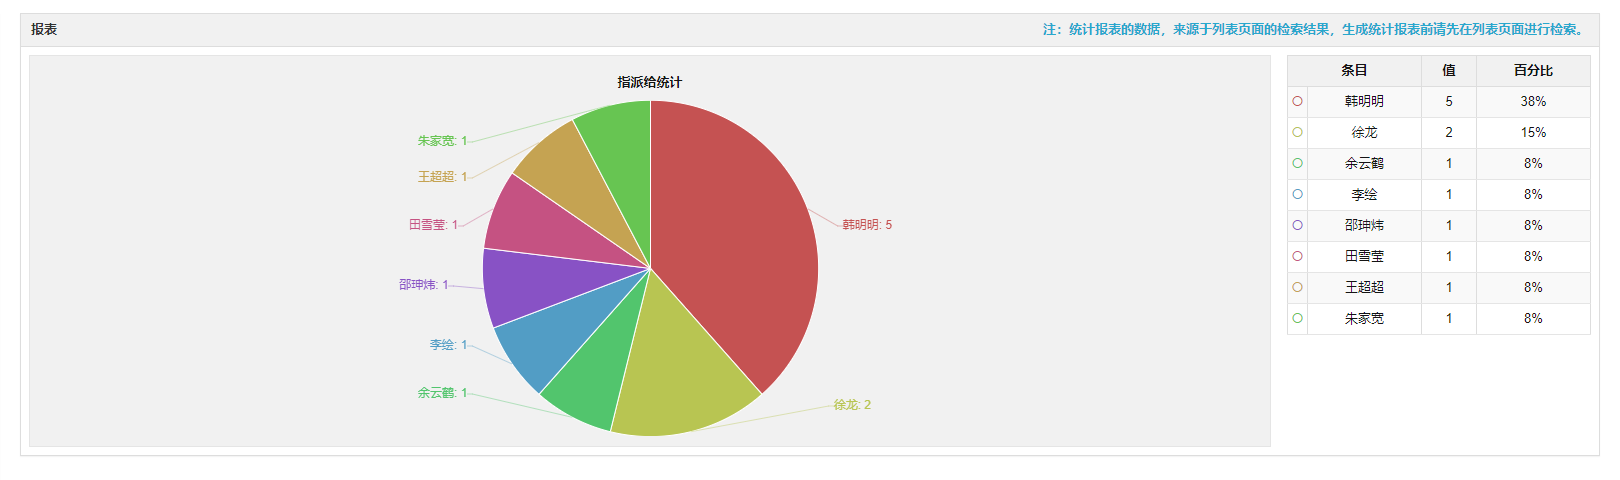 报表
注：统计报表的数据，来源于列表页面的检索结果，生成统计报表前请先在列表页面进行检索。
指派给统计
朱家宽: 1
王超超: 1
田雪莹: 1
韩明明: 5
邵珅炜: 1
李绘: 1
余云鹤: 1
徐龙: 2
条目 值 百分比
韩明明 5 38%
徐龙 2 15%
余云鹤 1 8%
李绘 1 8%
邵珅炜 1 8%
田雪莹 1 8%
王超超 1 8%
朱家宽 1 8%